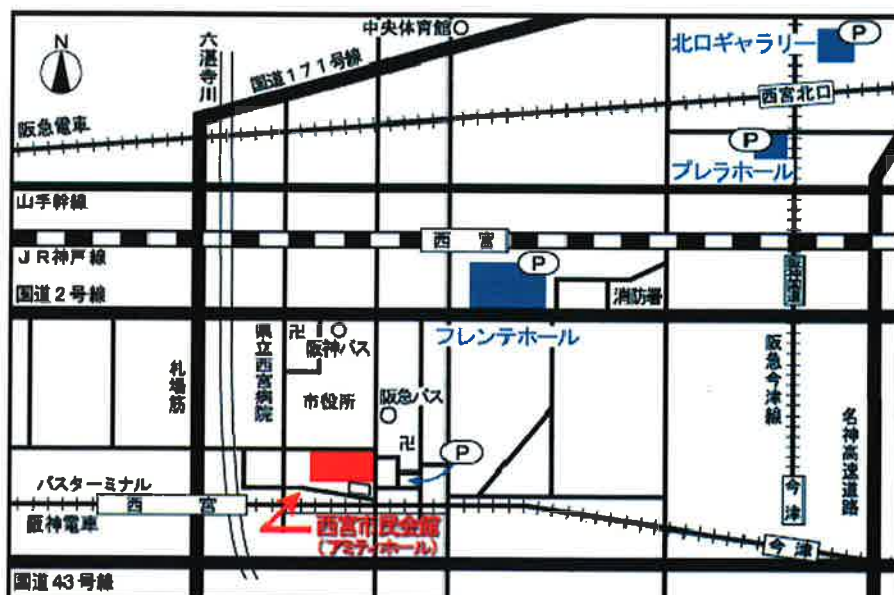 N
六湛寺川
中央体育館
国道171号線
北口ギャラリー
P
西宮北口
阪急電車
P
プレラホール
山手幹線
西宮
JR神戸線
P
阪神国道
国道2号線
消防署
フレンテホール
札場筋
県立西宮病院
卍
阪神バス
市役所
阪急バス
卍
P
阪急今津線
名神高速道路
バスターミナル
西宮
阪神電車
西宮市民会館
(アミティホール)
今津
今津
国道43号線